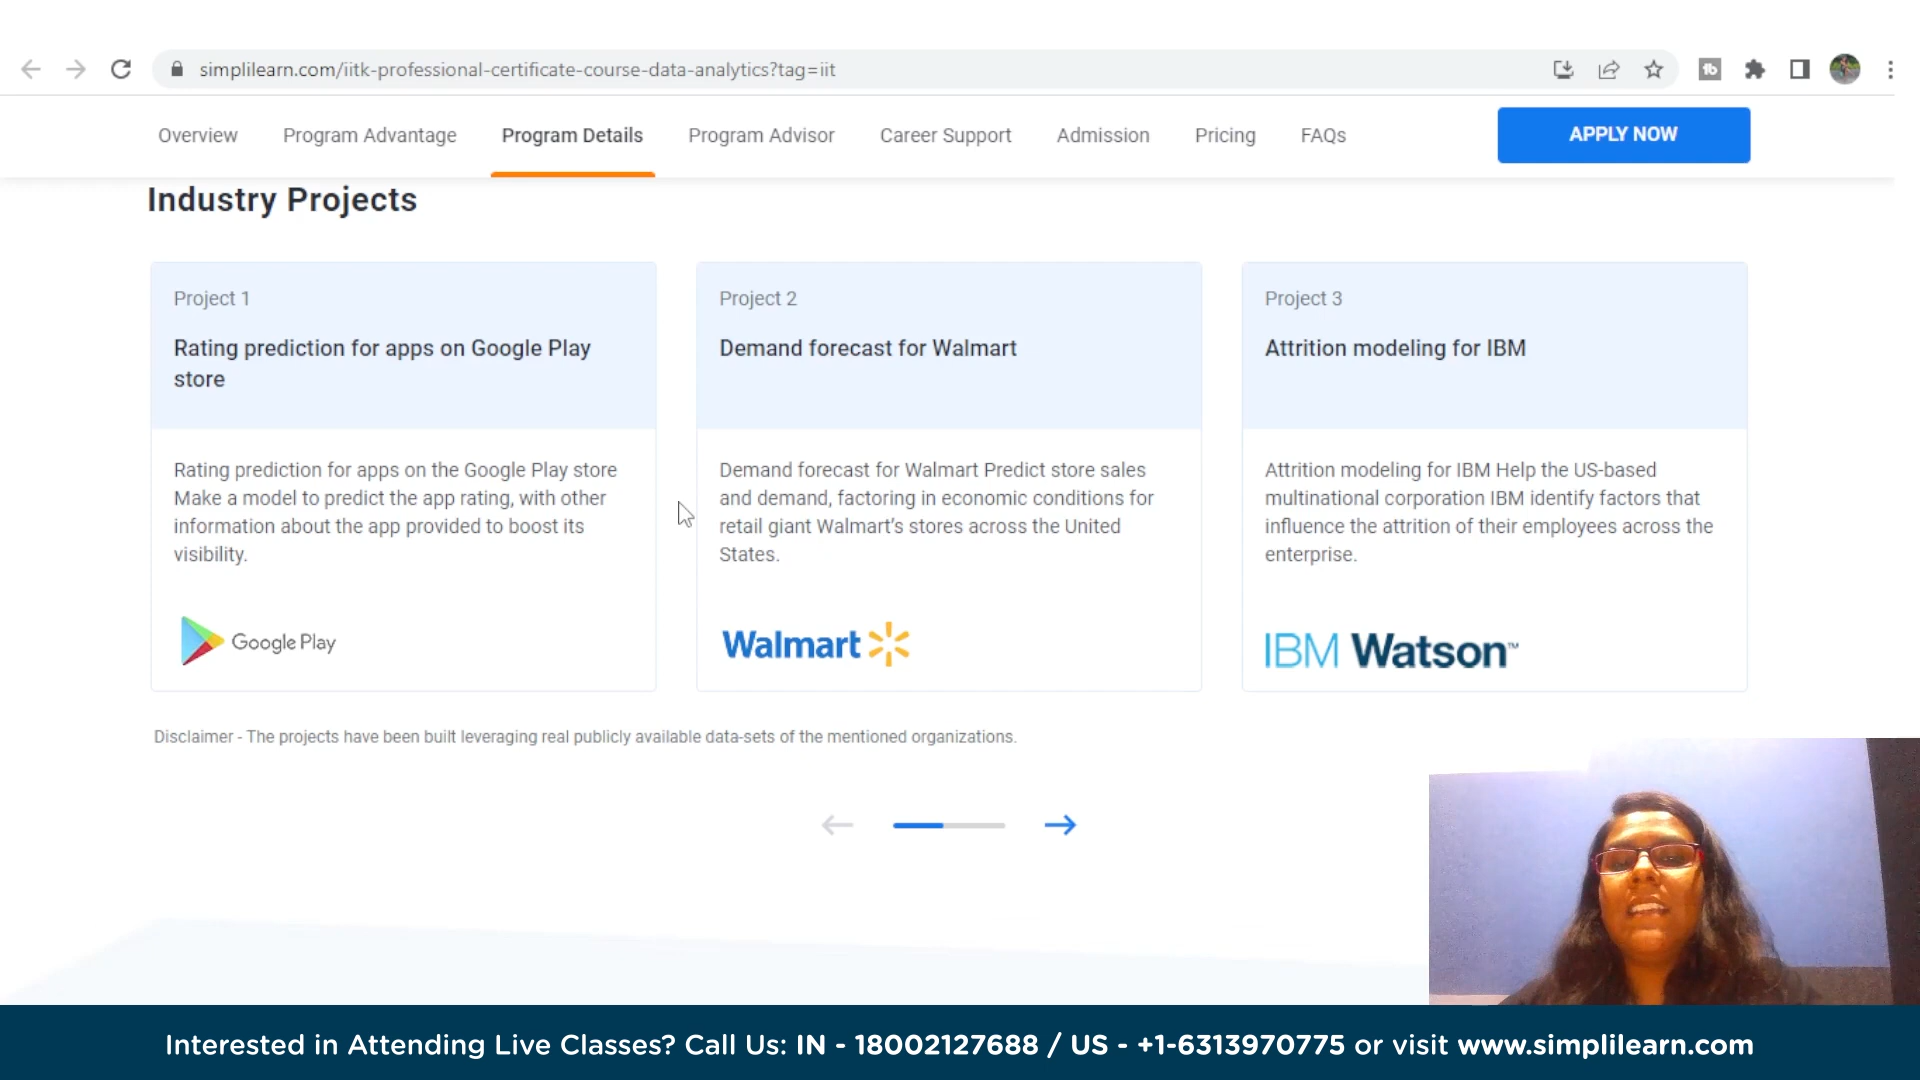 simplilearn.com/iitk-professional-certificate-course-data-analytics?tag=iit
Overview Program Advantage Program Details Program Advisor Career Support Admission Pricing FAQs APPLY NOW
Industry Projects
Project 1
Rating prediction for apps on Google Play
store
Rating prediction for apps on the Google Play store
Make a model to predict the app rating, with other
information about the app provided to boost its
visibility.
Google Play
Project 2
Demand forecast for Walmart
Demand forecast for Walmart Predict store sales
and demand, factoring in economic conditions for
retail giant Walmart's stores across the United
States.
Walmart
Project 3
Attrition modeling for IBM
Attrition modeling for IBM Help the US-based
multinational corporation IBM identify factors that
influence the attrition of their employees across the
enterprise.
IBM Watson™
Disclaimer - The projects have been built leveraging real publicly available data-sets of the mentioned organizations.
Interested in Attending Live Classes? Call Us: IN - 18002127688 / US - +1-6313970775 or visit www.simplilearn.com